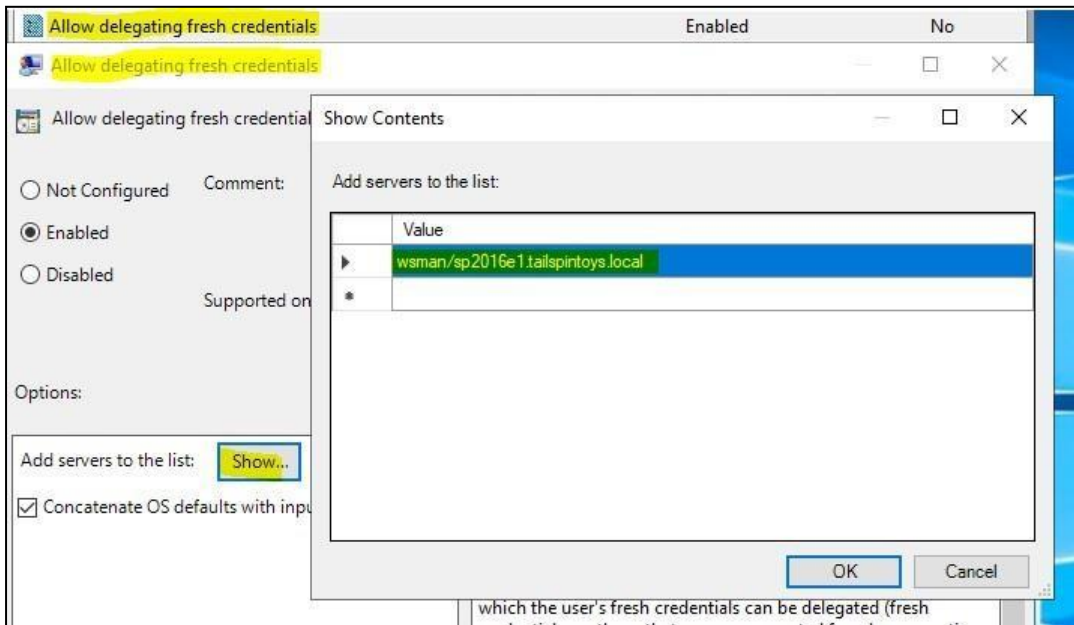 Allow delegating fresh credentials Enabled No
Allow delegating fresh credentials
Allow delegating fresh credential
Show Contents
Not Configured
Comment:
Add servers to the list:
Enabled
Value
wsman/sp2016e1.tailspintoys.local
Disabled
Supported on
Options:
Add servers to the list: Show...
Concatenate OS defaults with inpu
OK Cancel
which the user's fresh credentials can be delegated (fresh